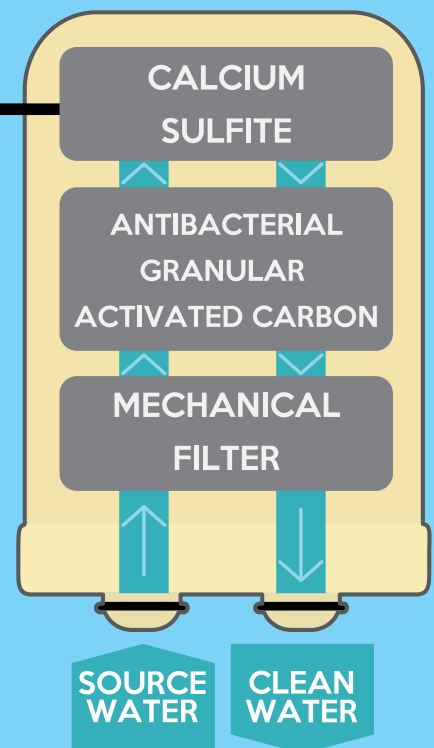 CALCIUM
SULFITE
ANTIBACTERIAL
GRANULAR
ACTIVATED CARBON
MECHANICAL
FILTER
SOURCE
WATER
CLEAN
WATER